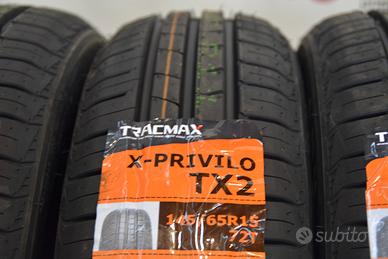 TRACMAX
X-PRIVILO
TX2
145/65R15
72T
subito